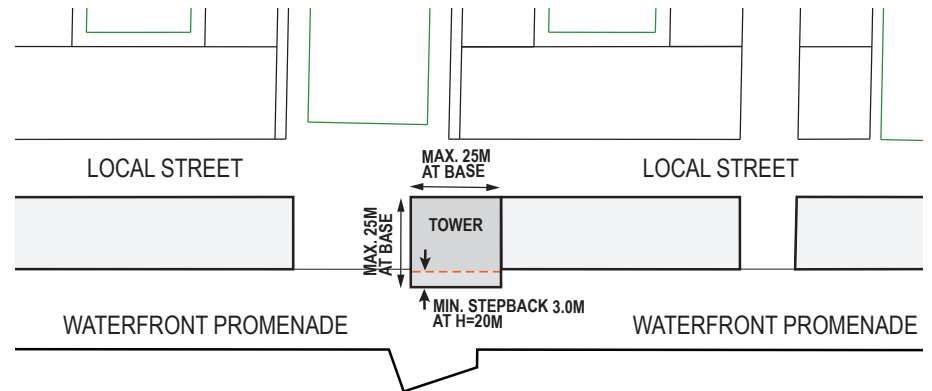 MAX. 25M
AT BASE
LOCAL STREET
LOCAL STREET
MAX. 25M
AT BASE
TOWER
MIN. STEPBACK 3.0M
AT H=20M
WATERFRONT PROMENADE
WATERFRONT PROMENADE